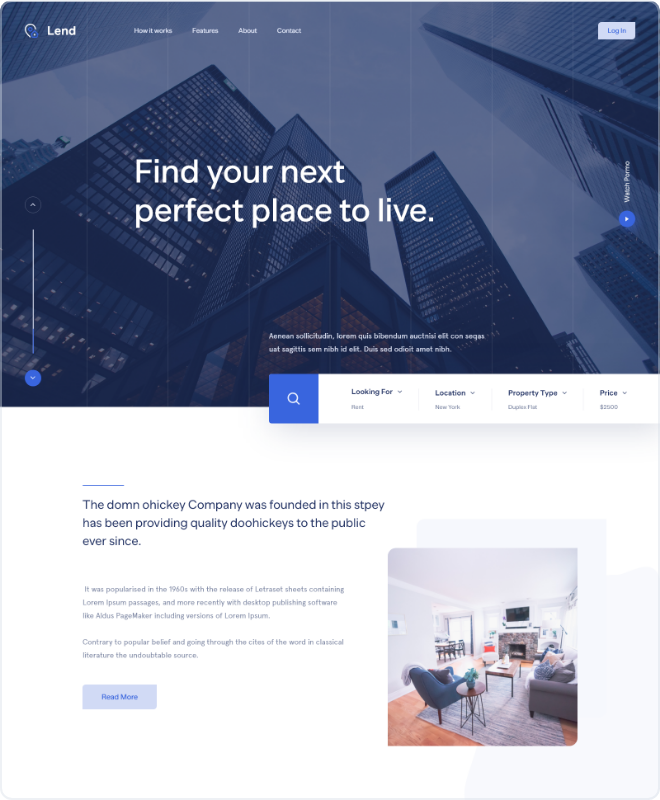 Lend
How it works Features About Contact
Log In
Find your next
perfect place to live.
Watch Pormo
Aenean sollicitudin, lorem quis bibendum auctnisi elit con seqas
uat sagittis sem nibh id elit. Duis sed odioit amet nibh.
Looking For Location Property Type Price
Rent New York Duplex Flat $2500
The domn ohickey Company was founded in this stpey
has been providing quality doohickeys to the public
ever since.
It was popularised in the 1960s with the release of Letraset sheets containing
Lorem Ipsum passages, and more recently with desktop publishing software
like Aldus PageMaker including versions of Lorem Ipsum.
Contrary to popular belief and going through the cites of the word in classical
literature the undoubtable source.
Read More